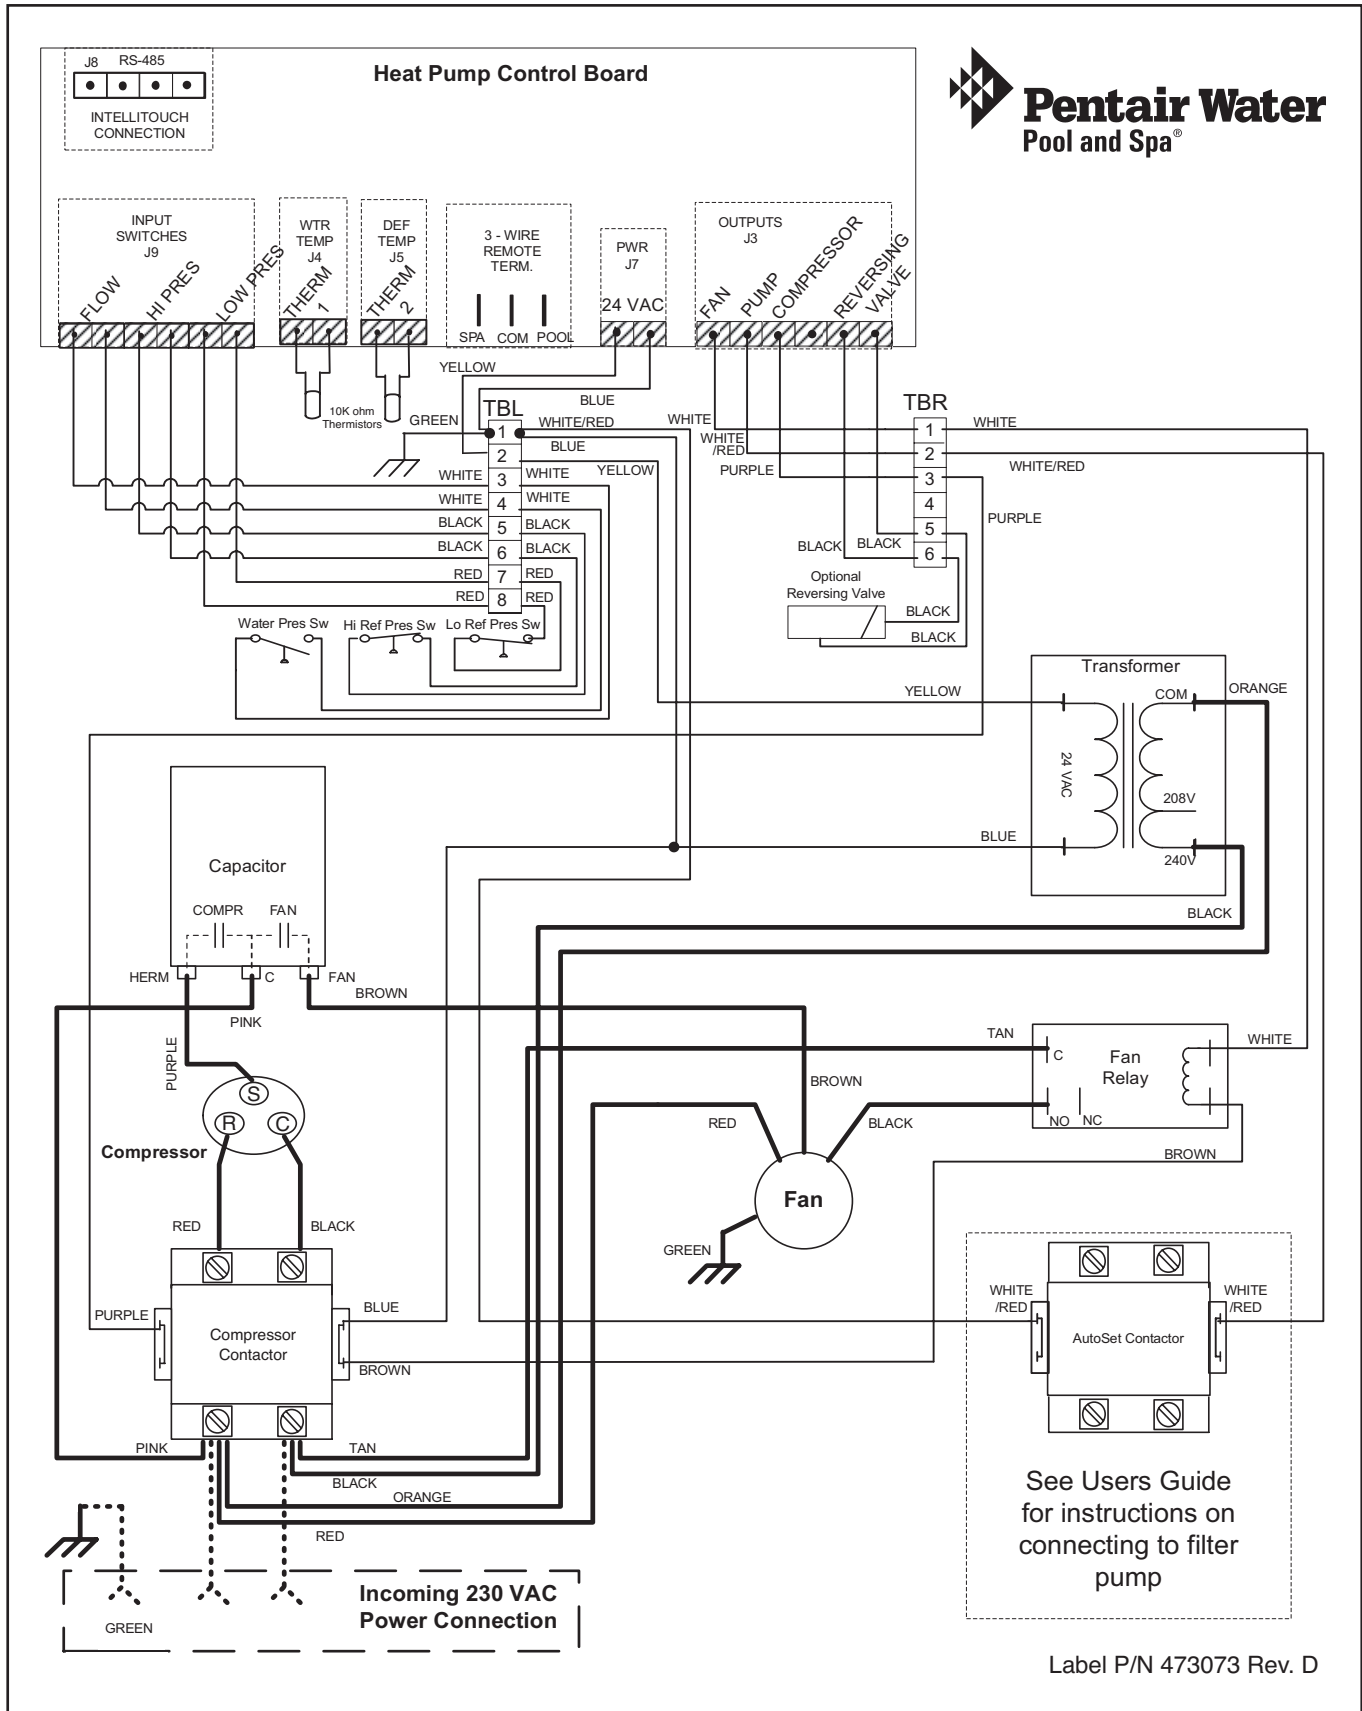 J8 RS-485
INTELLITOUCH
CONNECTION
Heat Pump Control Board
Pentair Water
Pool and Spa®
INPUT
SWITCHES
J9
FLOW
HI PRES
LOW PRES
WTR
TEMP
J4
THERM
1
DEF
TEMP
J5
THERM
2
3 - WIRE
REMOTE
TERM.
SPA COM POOL
PWR
J7
24 VAC
OUTPUTS
J3
FAN
PUMP
COMPRESSOR
REVERSING
VALVE
10K ohm
Thermistors
YELLOW
BLUE
GREEN
TBL
1
2
3
4
5
6
7
8
WHITE/RED
BLUE
YELLOW
WHITE
WHITE
WHITE
WHITE
BLACK
BLACK
BLACK
BLACK
RED
RED
RED
RED
WHITE
WHITE
/RED
PURPLE
BLACK
BLACK
TBR
1
2
3
4
5
6
WHITE
WHITE/RED
PURPLE
Optional
Reversing Valve
BLACK
BLACK
Water Pres Sw
Hi Ref Pres Sw
Lo Ref Pres Sw
Transformer
YELLOW
COM
ORANGE
24 VAC
208V
BLUE
240V
BLACK
Capacitor
COMPR
FAN
HERM
C
FAN
BROWN
PINK
PURPLE
S
R
C
Compressor
RED
BLACK
TAN
C
Fan
Relay
WHITE
NO
NC
BROWN
BROWN
RED
BLACK
Fan
GREEN
PURPLE
Compressor
Contactor
BLUE
BROWN
WHITE
/RED
WHITE
/RED
AutoSet Contactor
PINK
TAN
BLACK
ORANGE
RED
See Users Guide
for instructions on
connecting to filter
pump
Incoming 230 VAC
Power Connection
GREEN
Label P/N 473073 Rev. D